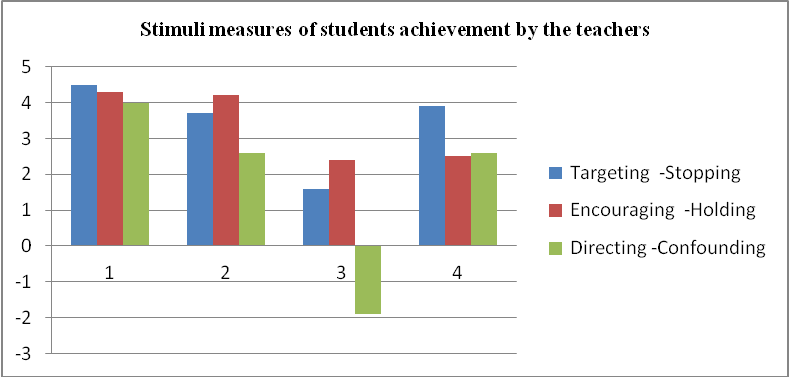 Stimuli measures of students achievement by the teachers
5
4
3
2
1
0
-1
-2
-3
1 2 3 4
Targeting -Stopping
Encouraging -Holding
Directing -Confounding